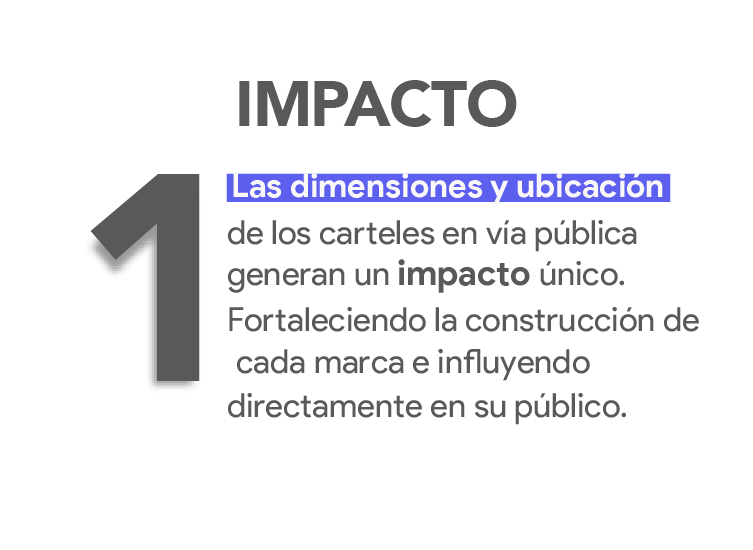 IMPACTO
1
Las dimensiones y ubicación
de los carteles en vía pública
generan un impacto único.
Fortaleciendo la construcción de
cada marca e influyendo
directamente en su público.